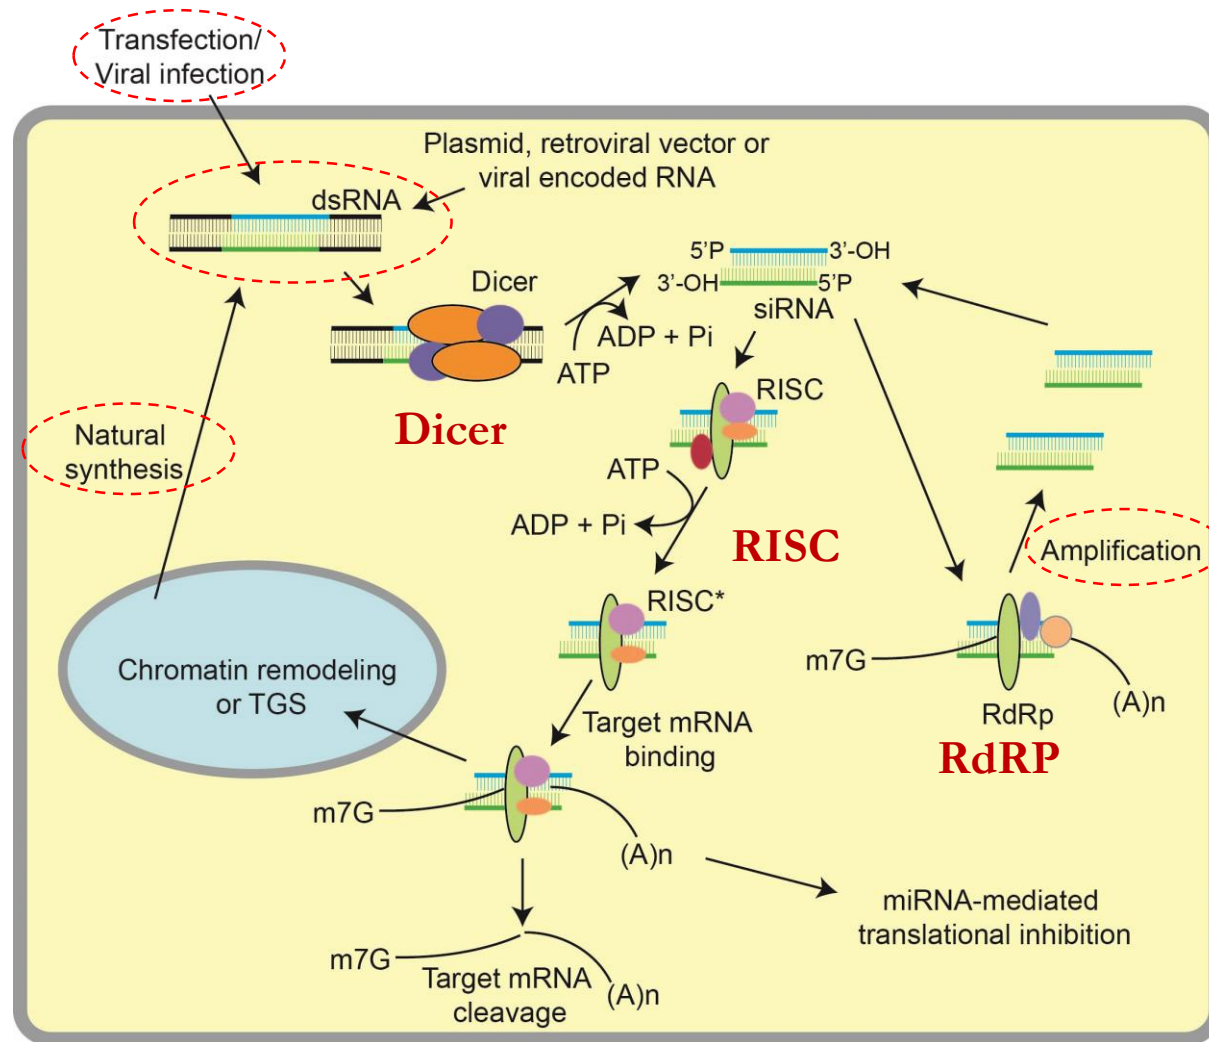 Transfection/
Viral infection
Plasmid, retroviral vector or
viral encoded RNA
dsRNA
5'P
3'-OH
3'-OH
5'P
siRNA
Dicer
ADP + Pi
ATP
Dicer
RISC
Natural
synthesis
ATP
ADP + Pi
RISC
Amplification
RISC*
m7G
RdRp
(A)n
RdRP
Chromatin remodeling
or TGS
Target mRNA
binding
m7G
(A)n
miRNA-mediated
translational inhibition
m7G
Target mRNA
cleavage
(A)n